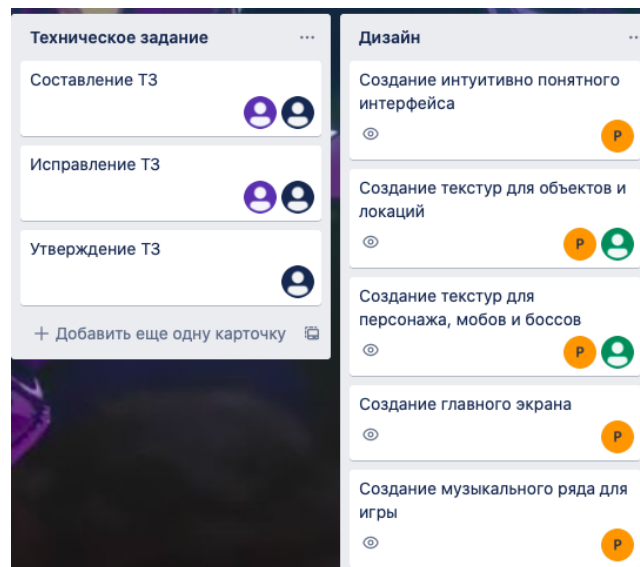 Техническое задание
Составление ТЗ
Исправление ТЗ
Утверждение ТЗ
+ Добавить еще одну карточку
Дизайн
Создание интуитивно понятного
интерфейса
P
Создание текстур для объектов и
локаций
P
Создание текстур для
персонажа, мобов и боссов
P
Создание главного экрана
P
Создание музыкального ряда для
игры
P